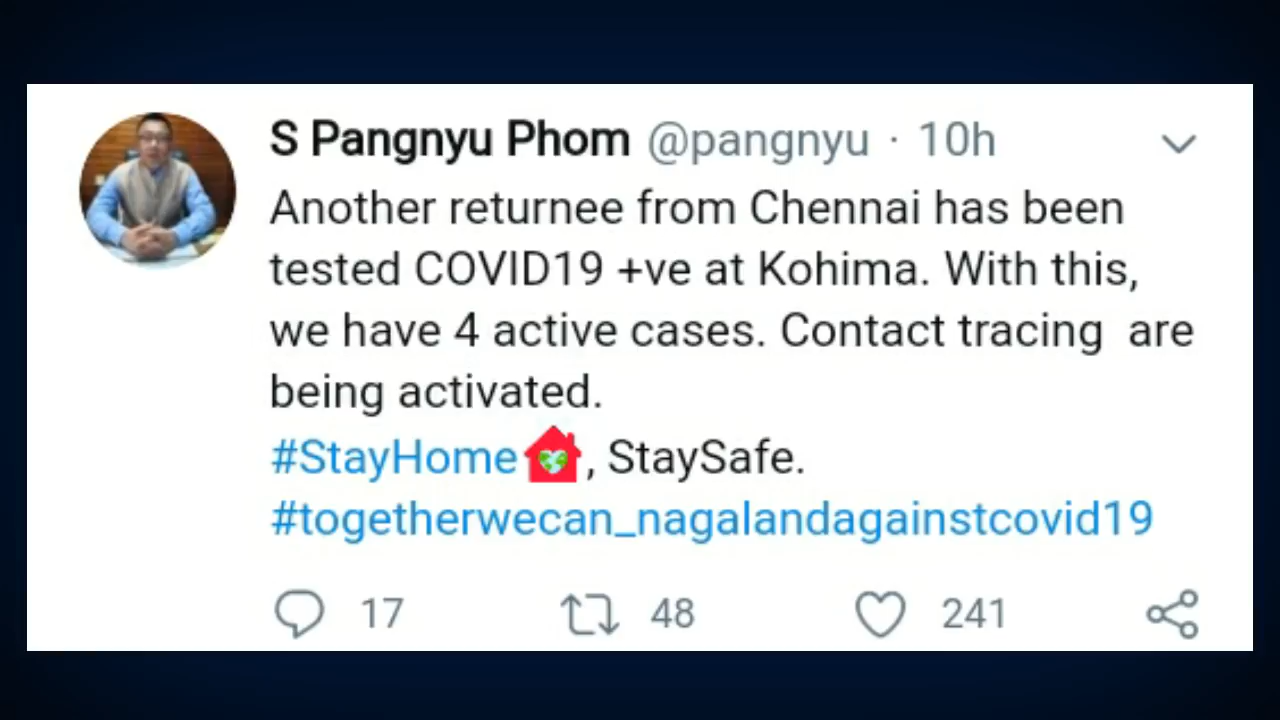 S Pangnyu Phom @pangnyu · 10h
Another returnee from Chennai has been
tested COVID19 +ve at Kohima. With this,
we have 4 active cases. Contact tracing  are
being activated.
#StayHome, StaySafe.
#togetherwecan_nagalandagainstcovid19
17 48 241